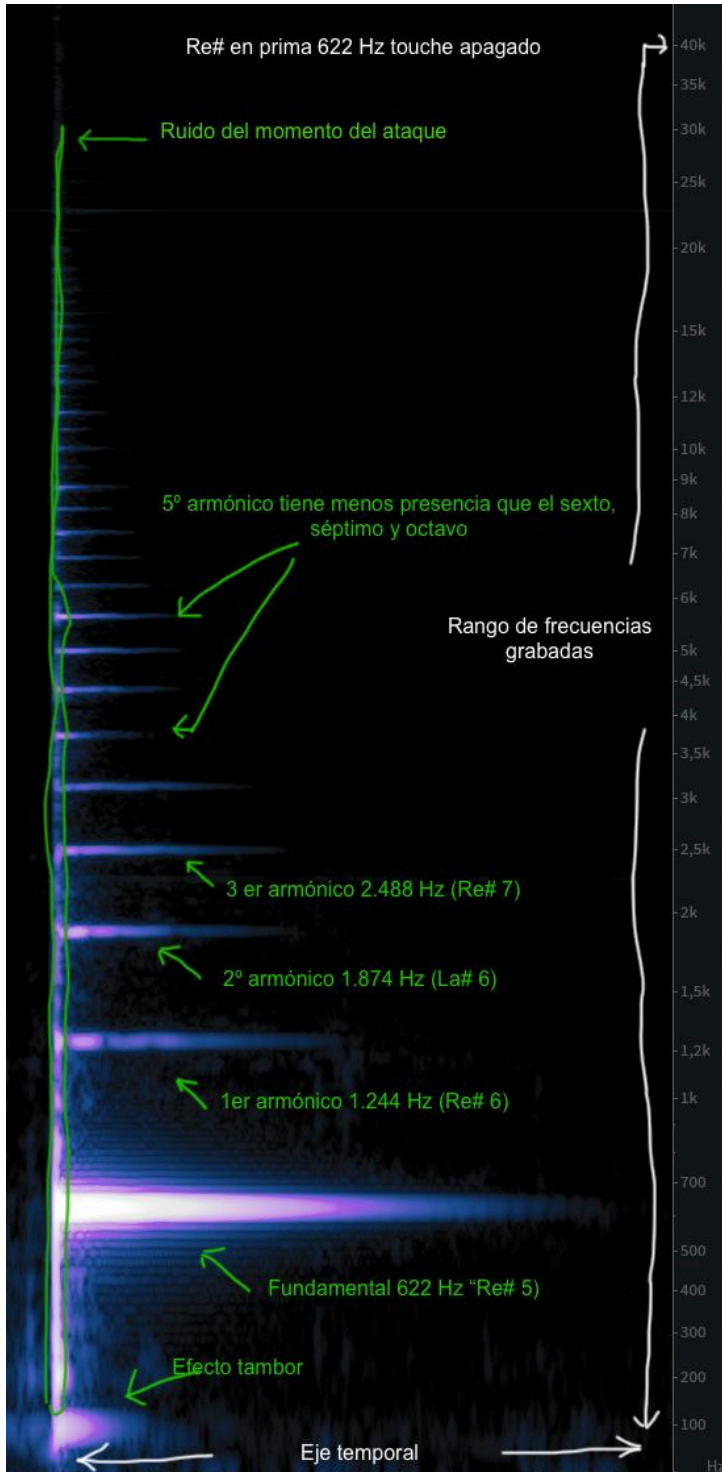 Re# en prima 622 Hz touche apagado
40k
35k
Ruido del momento del ataque
30k
25k
20k
15k
12k
10k
9k
5º armónico tiene menos presencia que el sexto,
séptimo y octavo
8k
7k
6k
Rango de frecuencias
grabadas
5k
4,5k
4k
3,5k
3k
2,5k
3 er armónico 2.488 Hz (Re# 7)
2k
2º armónico 1.874 Hz (La# 6)
1,5k
1,2k
1er armónico 1.244 Hz (Re# 6)
1k
700
500
Fundamental 622 Hz “Re# 5)
400
300
Efecto tambor
200
100
Eje temporal
Hz